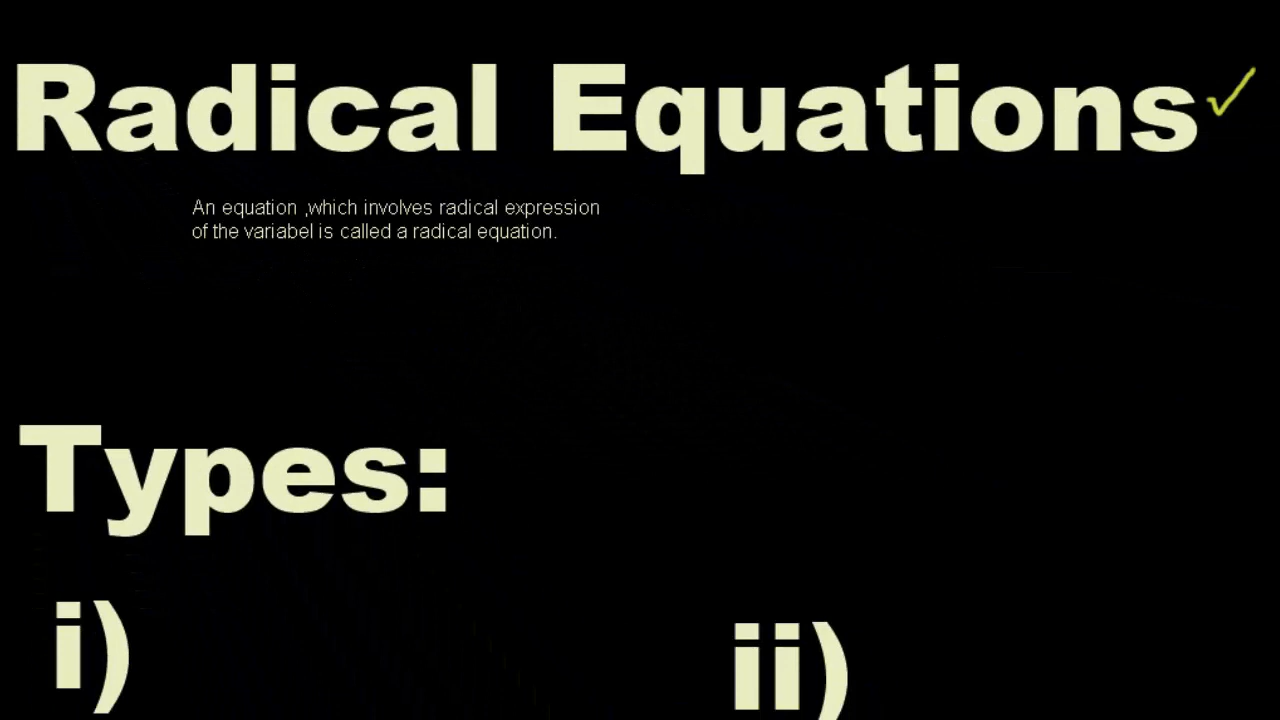 Radical Equations✓
An equation ,which involves radical expression
of the variabel is called a radical equation.
Types:
i)
ii)